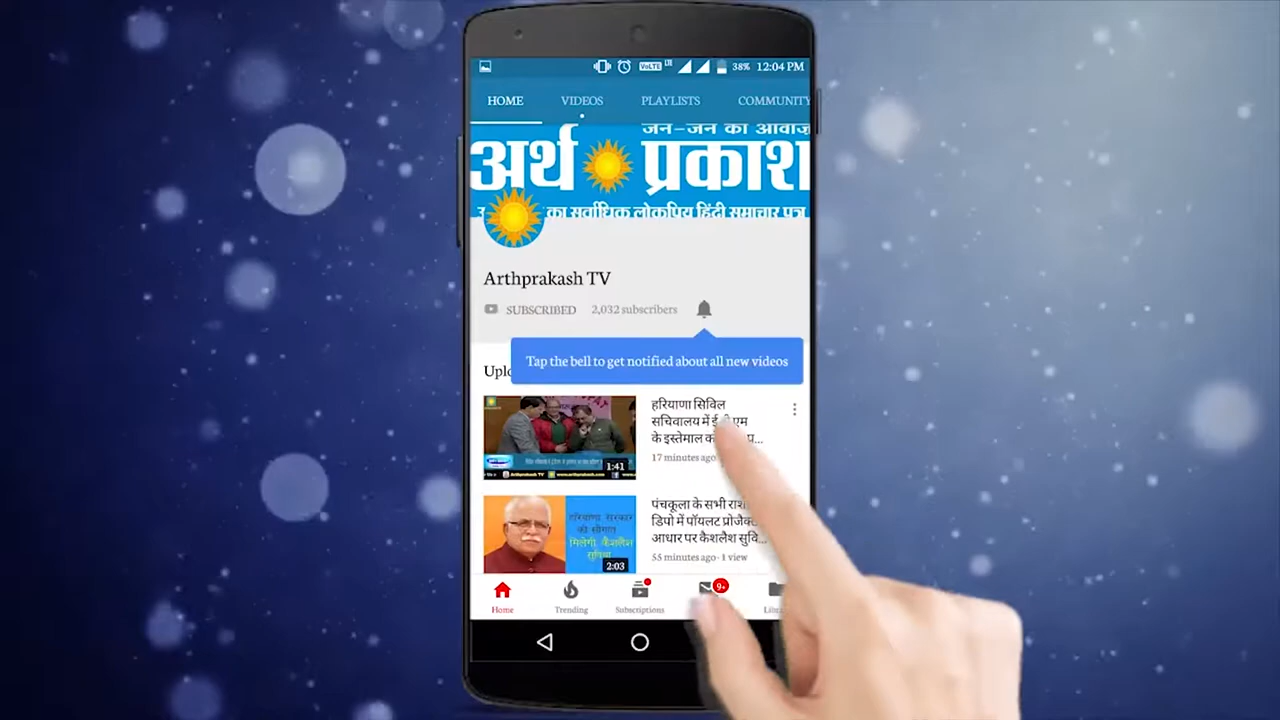 VoLTE LTE 38% 12:04 PM
HOME VIDEOS PLAYLISTS COMMUNITY
जन-जन की आवाज़
अर्थ प्रकाश
का सर्वाधिक लोकप्रिय हिंदी समाचार पत्र
Arthprakash TV
SUBSCRIBED 2,032 subscribers
Tap the bell to get notified about all new videos
हरियाणा सिविल
सचिवालय में
के इस्तेमाल
17 minutes ago
1:41
पंचकूला के सभी
डिपो में पॉयलट
आधार पर कैशलैश सुवि...
55 minutes ago · 1 view
हरियाणा सरकार
की सौगात
मिलेगी कैशलैश
सुविधा
2:03
Home Trending Subscriptions 9+